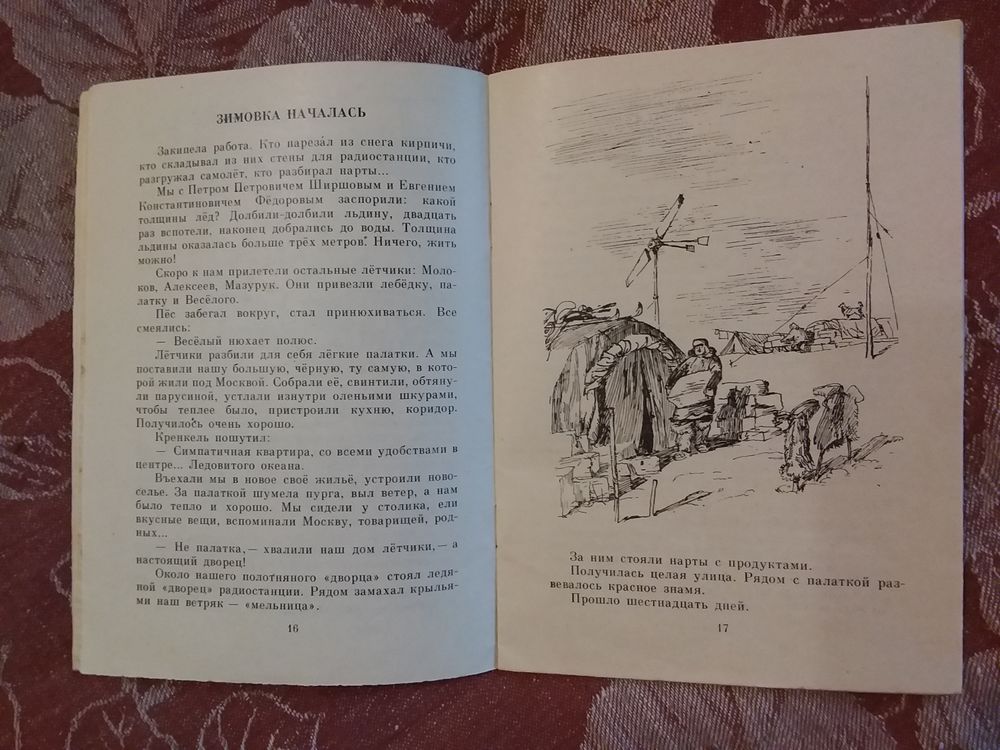 ЗИМОВКА НАЧАЛАСЬ
Закипела работа. Кто нареза́л из снега кирпичи,
кто складывал из них стены для радиостанции, кто
разгружал самолёт, кто разбирал нарты...
Мы с Петром Петровичем Ширшовым и Евгением
Константиновичем Фёдоровым заспорили: какой
толщины лёд? Долбили-долбили льдину, двадцать
раз вспотели, наконец добрались до воды. Толщина
льдины оказалась больше трёх метров. Ничего, жить
можно!
Скоро к нам прилетели остальные лётчики: Моло-
ков, Алексеев, Мазурук. Они привезли лебёдку, па-
латку и Весёлого.
Пёс забегал вокруг, стал принюхиваться. Все
смеялись:
— Весёлый нюхает полюс.
Лётчики разбили для себя лёгкие палатки. А мы
поставили нашу большую, чёрную, ту самую, в кото-
рой жили под Москвой. Собрали её, свинтили, обтяну-
ли парусиной, устлали изнутри оленьими шкурами,
чтобы теплее было, пристроили кухню, коридор.
Получилось очень хорошо.
Кренкель пошутил:
— Симпатичная квартира, со всеми удобствами в
центре... Ледовитого океана.
Въехали мы в новое своё жильё, устроили ново-
селье. За палаткой шумела пурга, выл ветер, а нам
было тепло и хорошо. Мы сидели у столика, ели
вкусные вещи, вспоминали Москву, товарищей, род-
ных...
— Не палатка,— хвалили наш дом лётчики,— а
настоящий дворец!
Около нашего полотняного «дворца» стоял ледя-
ной «дворец» радиостанции. Рядом замахал крылья-
ми наш ветряк — «мельница».
16
За ним стояли нарты с продуктами.
Получилась целая улица. Рядом с палаткой раз-
вевалось красное знамя.
Прошло шестнадцать дней.
17